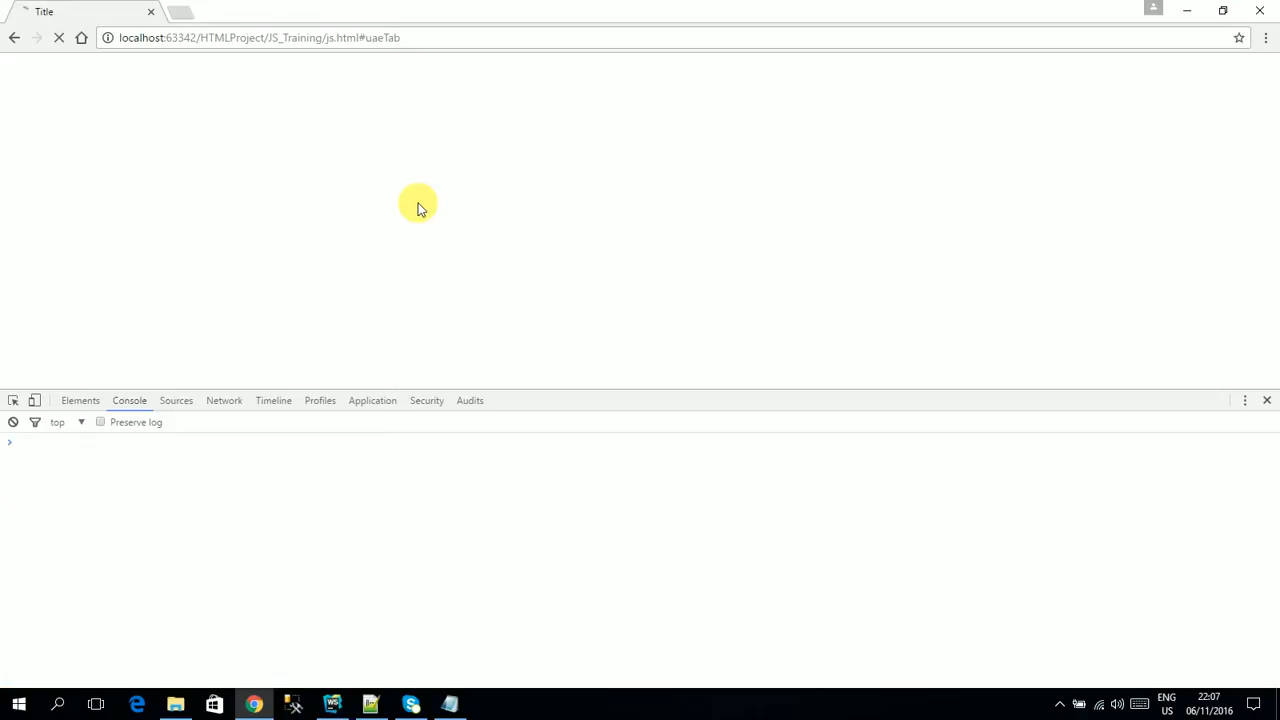 Title
localhost:63342/HTMLProject/JS_Training/js.html#uaeTab
Elements Console Sources Network Timeline Profiles Application Security Audits
top Preserve log
ENG 22:07
US 06/11/2016